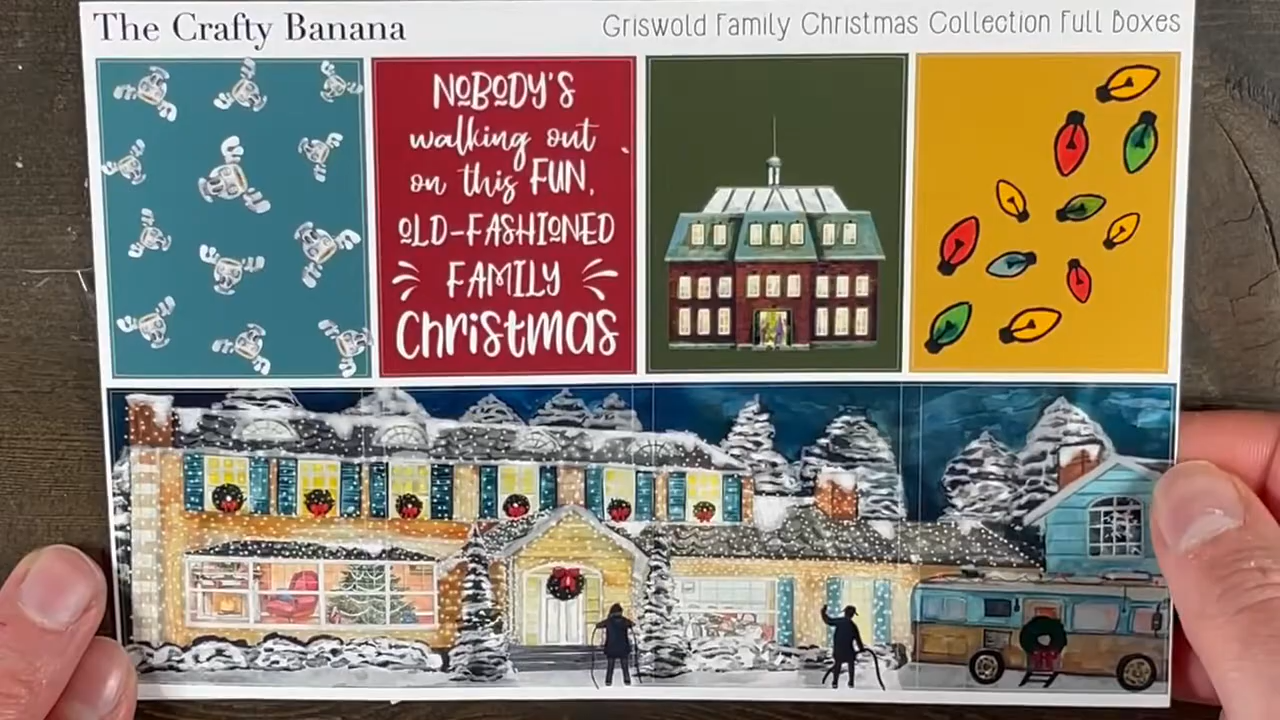 The Crafty Banana
Griswold Family Christmas Collection Full Boxes
NOBODY'S
walking out
on this FUN,
OLD-FASHIONED
FAMILY
Christmas